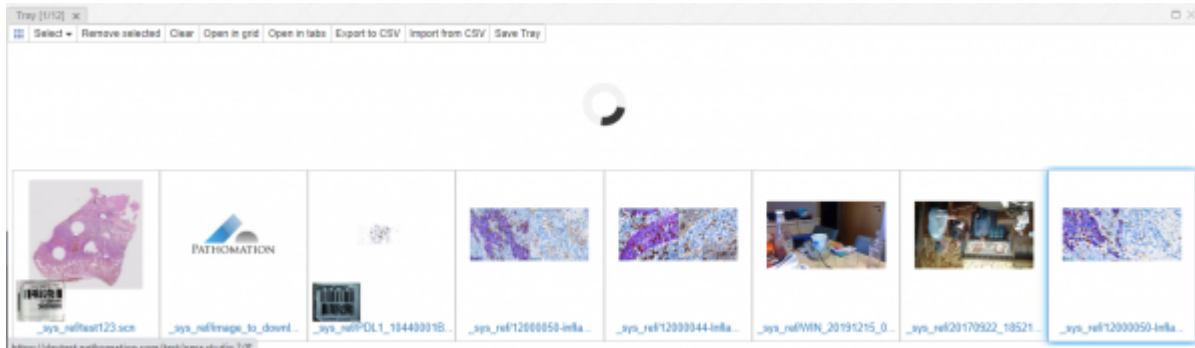 Tray [1/12]
Select Remove selected Clear Open in grid Open in tabs Export to CSV Import from CSV Save Tray
PATHOMATION
_sys_ref/test123.scn
_sys_ref/image_to_downl...
_sys_ref/PDL1_10440001B...
_sys_ref/12000050-infla...
_sys_ref/12000044-Infla...
_sys_ref/WIN_20191215_0...
_sys_ref/20170922_18521...
_sys_ref/12000050-Infla...